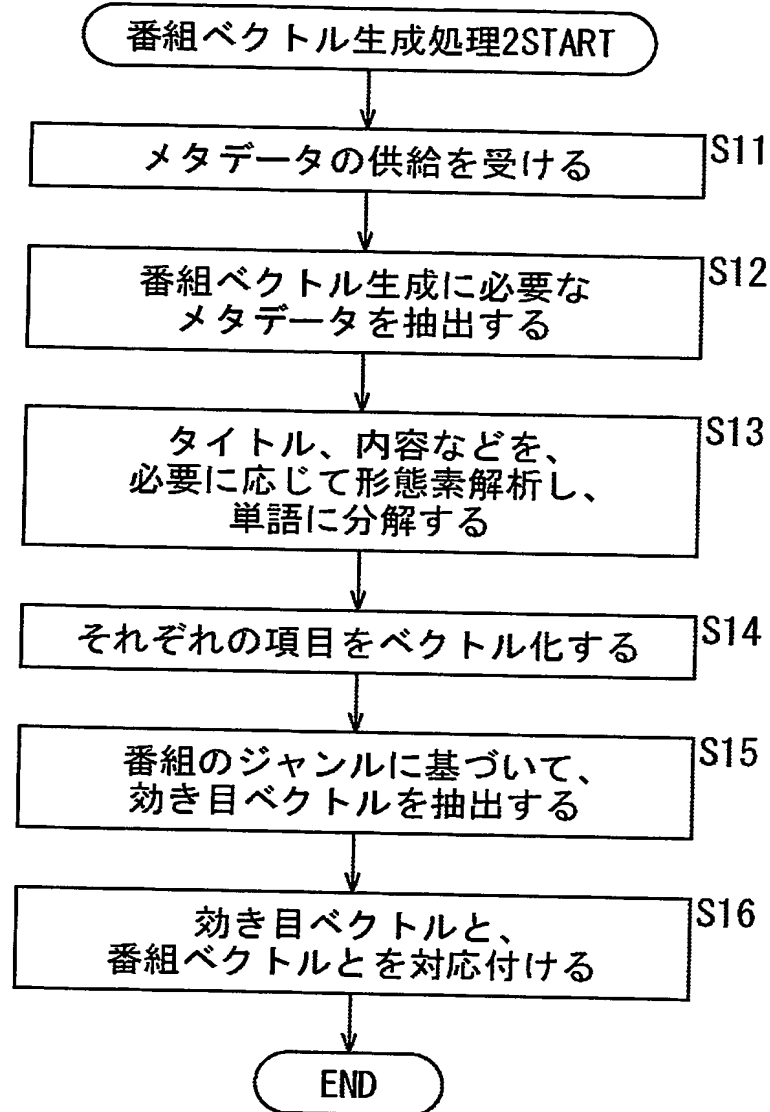 番組ベクトル生成処理2START
メタデータの供給を受ける
S11
番組ベクトル生成に必要な
メタデータを抽出する
S12
タイトル、内容などを、
必要に応じて形態素解析し、
単語に分解する
S13
それぞれの項目をベクトル化する
S14
番組のジャンルに基づいて、
効き目ベクトルを抽出する
S15
効き目ベクトルと、
番組ベクトルとを対応付ける
S16
END